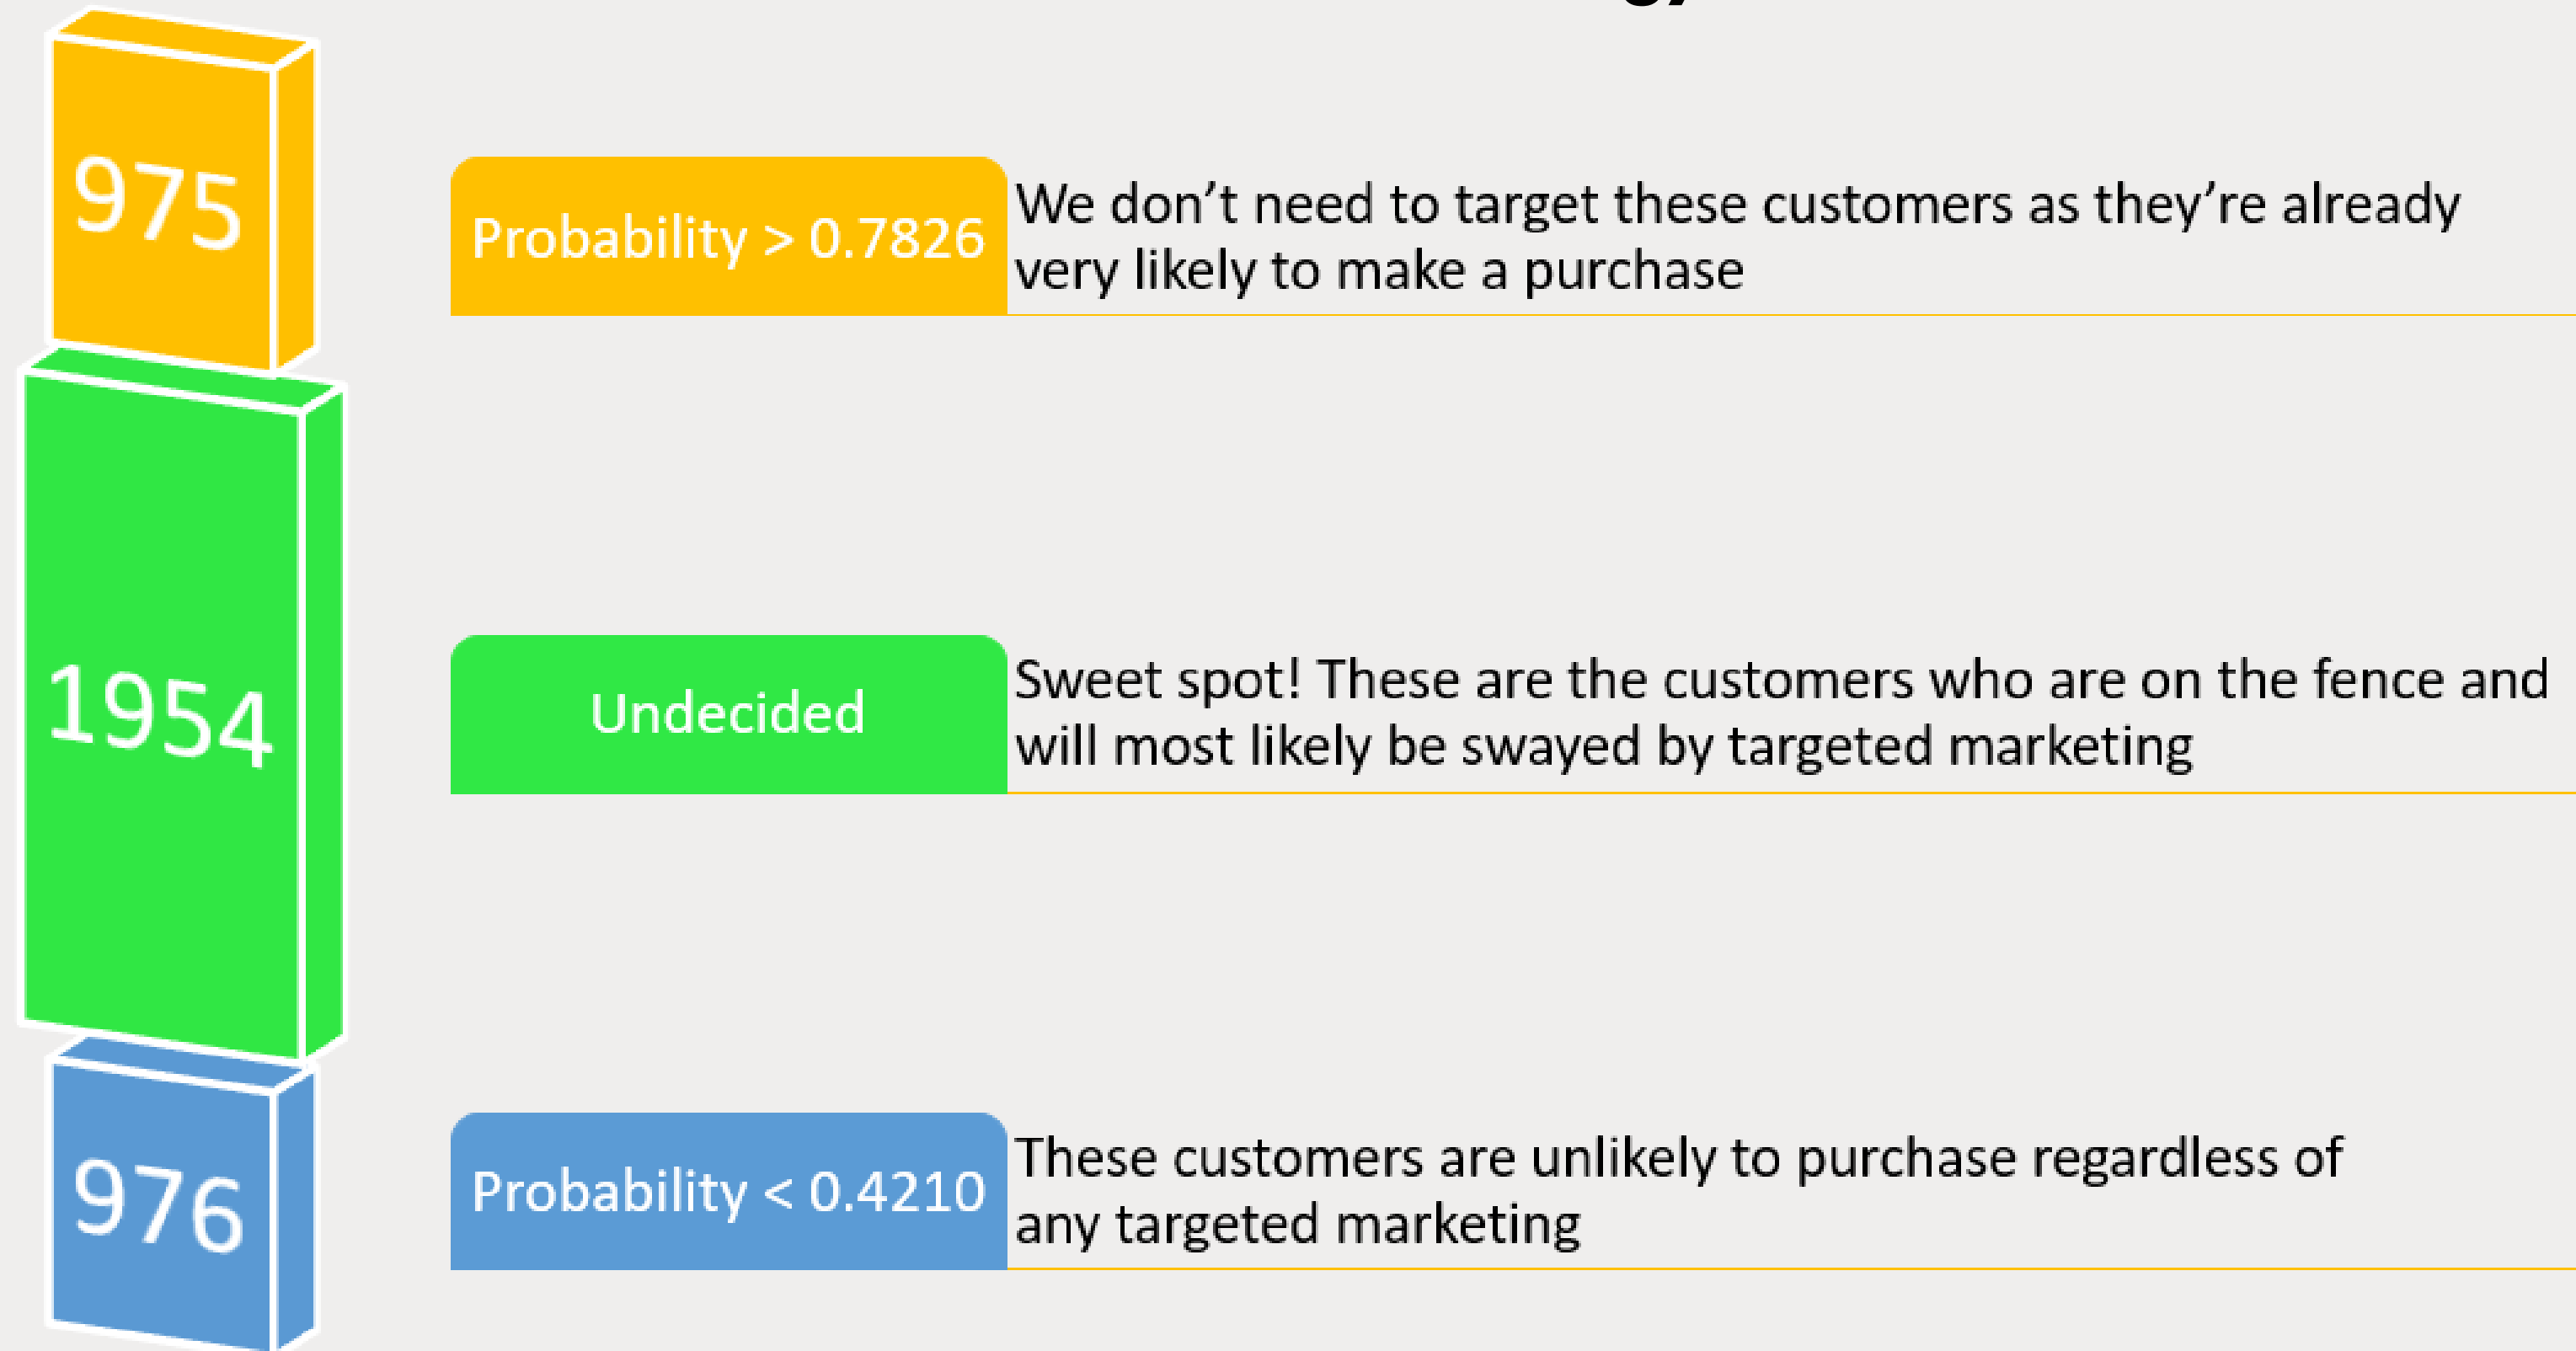 975
Probability > 0.7826
We don’t need to target these customers as they’re already
very likely to make a purchase
1954
Undecided
Sweet spot! These are the customers who are on the fence and
will most likely be swayed by targeted marketing
976
Probability < 0.4210
These customers are unlikely to purchase regardless of
any targeted marketing